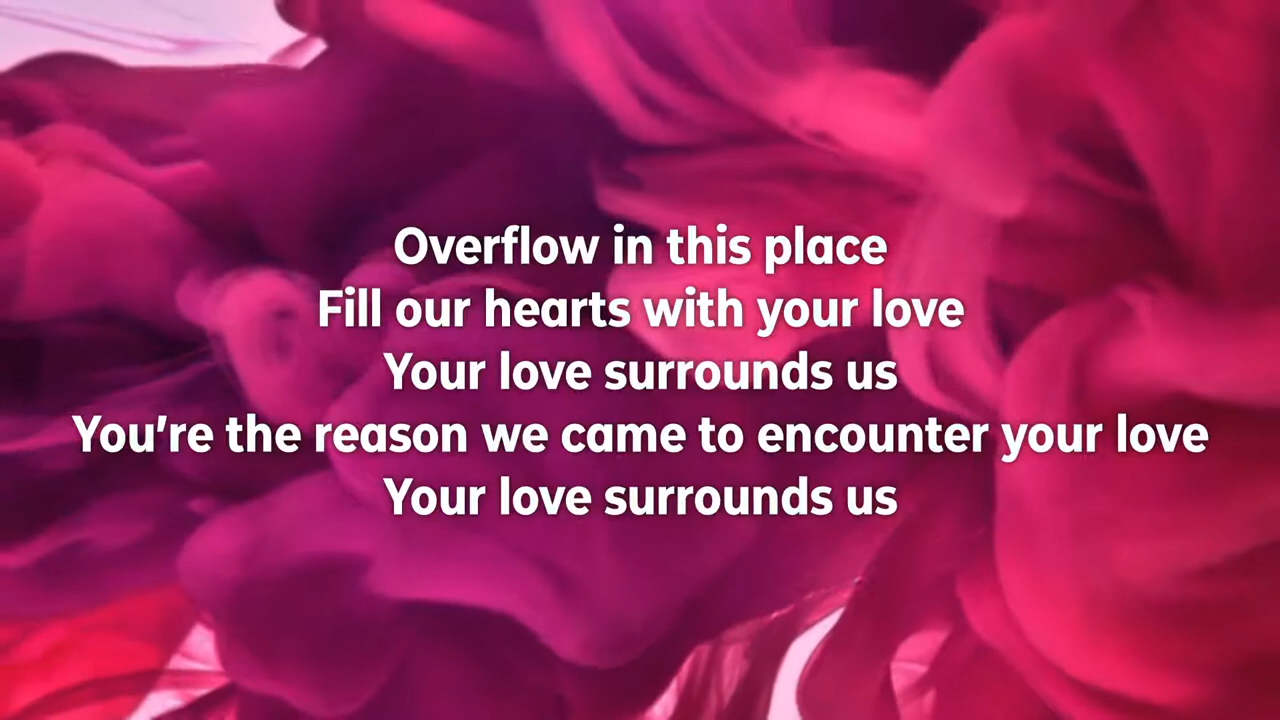 Overflow in this place
Fill our hearts with your love
Your love surrounds us
You're the reason we came to encounter your love
Your love surrounds us